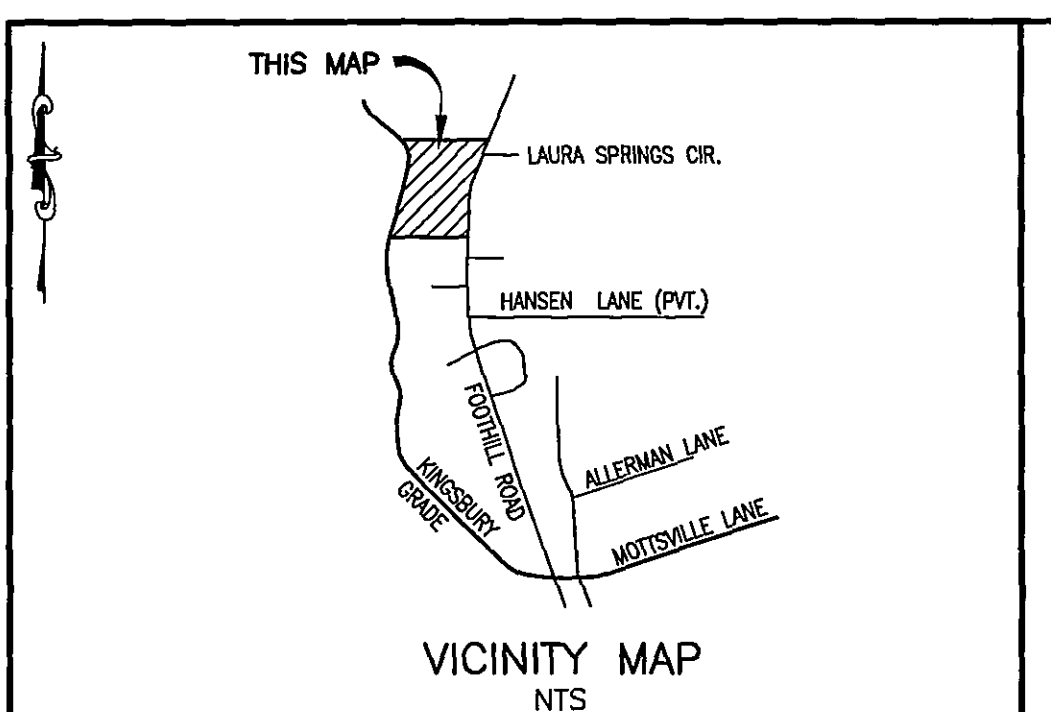 THIS MAP
LAURA SPRINGS CIR.
HANSEN LANE (PVT.)
FOOTHILL ROAD
ALLERMAN LANE
KINGSBURY
GRADE
MOTTSVILLE LANE
VICINITY MAP
NTS